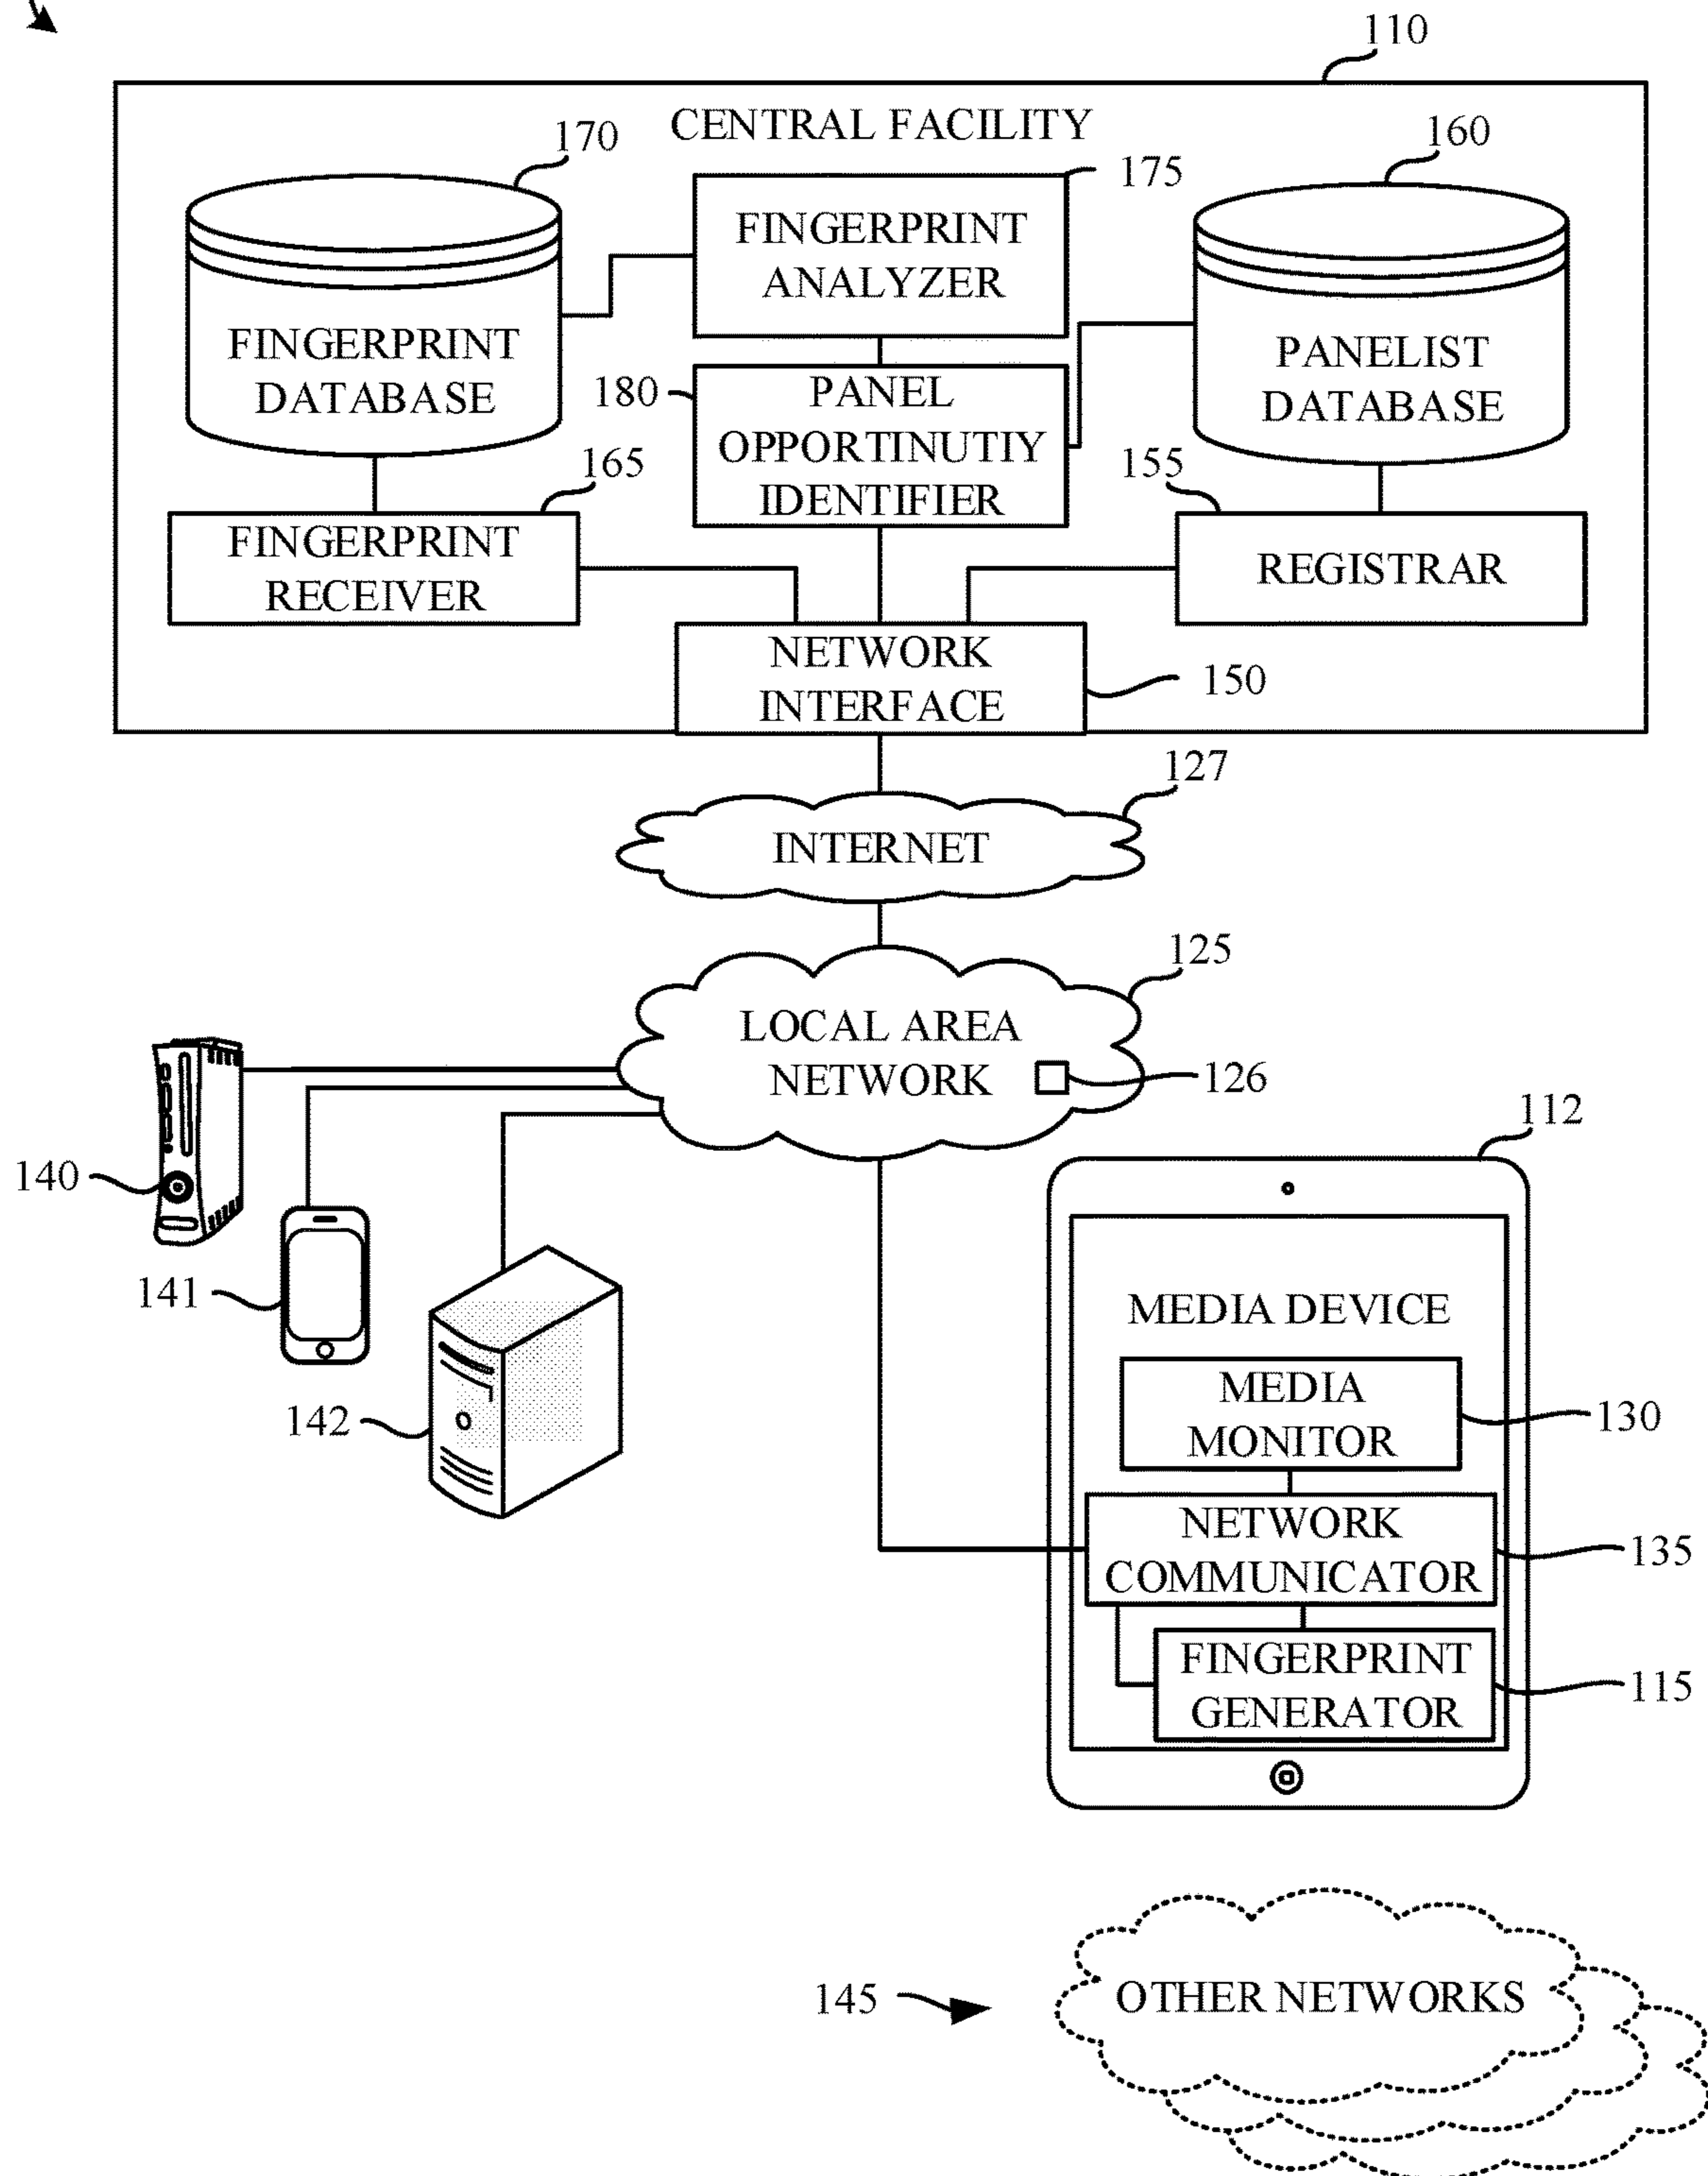 110
CENTRAL FACILITY
170
175
160
FINGERPRINT
ANALYZER
FINGERPRINT
DATABASE
PANELIST
DATABASE
180
PANEL
OPPORTINUTIY
IDENTIFIER
165
155
FINGERPRINT
RECEIVER
REGISTRAR
NETWORK
INTERFACE
150
127
INTERNET
125
LOCAL AREA
NETWORK
126
112
140
141
142
MEDIA DEVICE
MEDIA
MONITOR
130
NETWORK
COMMUNICATOR
135
FINGERPRINT
GENERATOR
115
145
OTHER NETWORKS